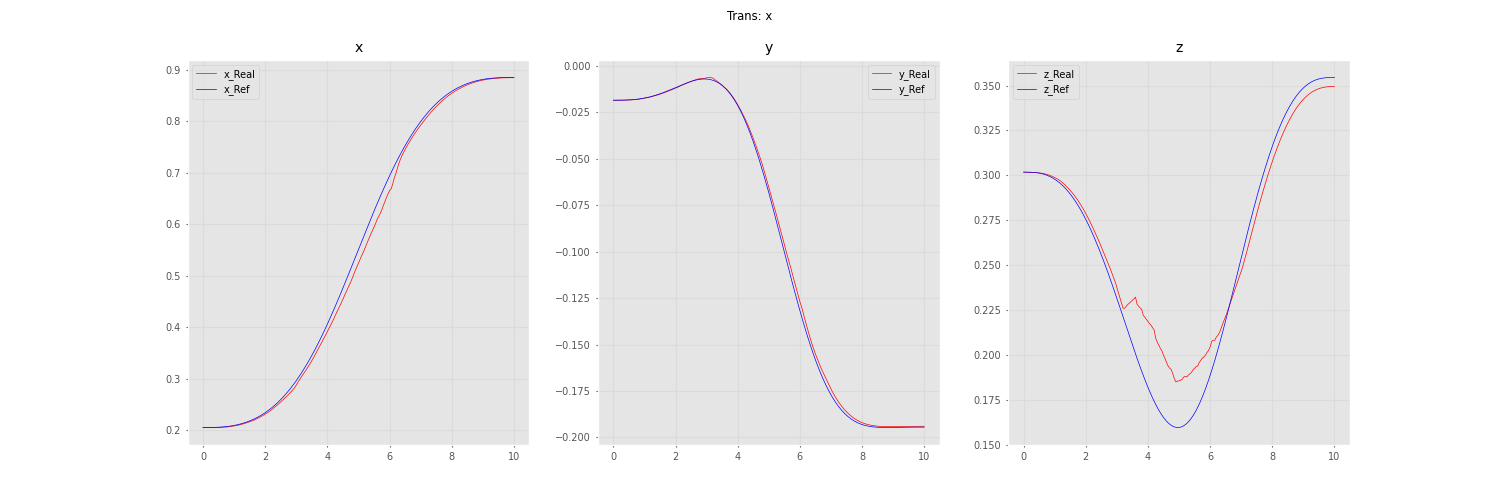 Trans: x
x
x_Real
x_Ref
0.9
0.8
0.7
0.6
0.5
0.4
0.3
0.2
0 2 4 6 8 10
y
y_Real
y_Ref
0.000
−0.025
−0.050
−0.075
−0.100
−0.125
−0.150
−0.175
−0.200
0 2 4 6 8 10
z
z_Real
z_Ref
0.350
0.325
0.300
0.275
0.250
0.225
0.200
0.175
0.150
0 2 4 6 8 10